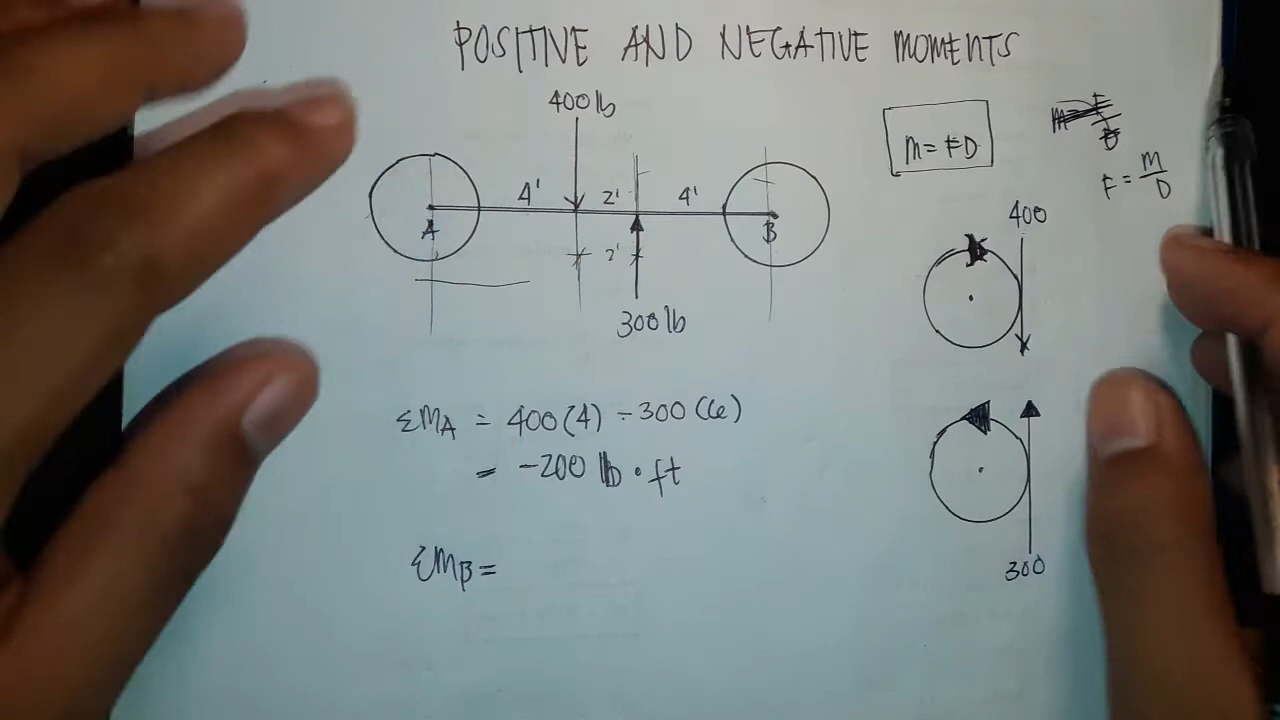 POSITIVE AND NEGATIVE MOMENTS
400 lb
M = FD
F = M/D
4' 2' 4'
A B
2'
300 lb
400
ΣMA = 400(4) - 300(6)
= -200 lb · ft
ΣMB =
300